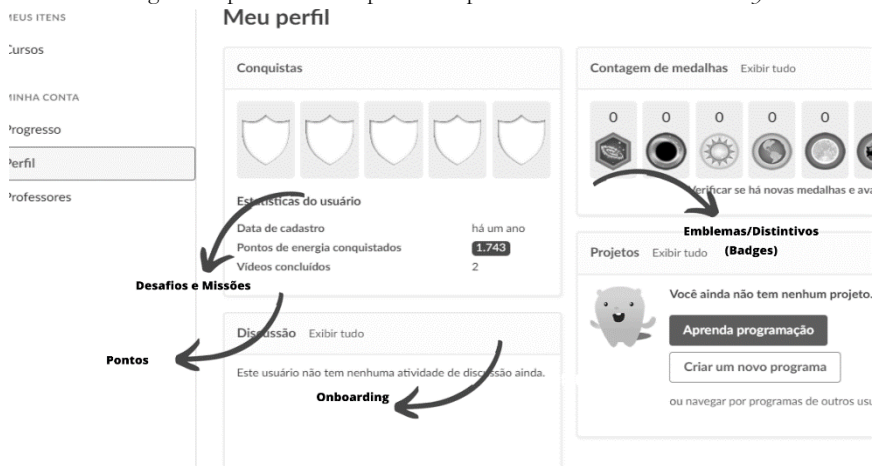 MEUS ITENS
Cursos
MINHA CONTA
Progresso
Perfil
Professores
Meu perfil
Conquistas
Estatísticas do usuário
Data de cadastro há um ano
Pontos de energia conquistados 1.743
Vídeos concluídos 2
Desafios e Missões
Pontos
Discussão Exibir tudo
Este usuário não tem nenhuma atividade de discussão ainda.
Onboarding
Contagem de medalhas Exibir tudo
0 0 0 0 0
Verificar se há novas medalhas e ava
Emblemas/Distintivos
(Badges)
Projetos Exibir tudo
Você ainda não tem nenhum projeto.
Aprenda programação
Criar um novo programa
ou navegar por programas de outros usu